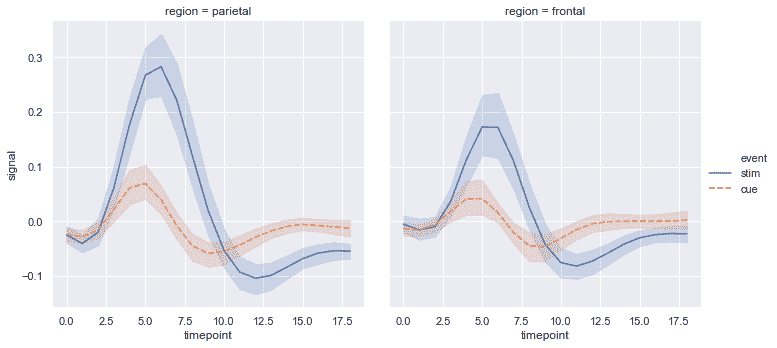 region = parietal
region = frontal
0.3
0.2
0.1
0.0
−0.1
signal
0.0 2.5 5.0 7.5 10.0 12.5 15.0 17.5
0.0 2.5 5.0 7.5 10.0 12.5 15.0 17.5
timepoint
timepoint
event
stim
cue